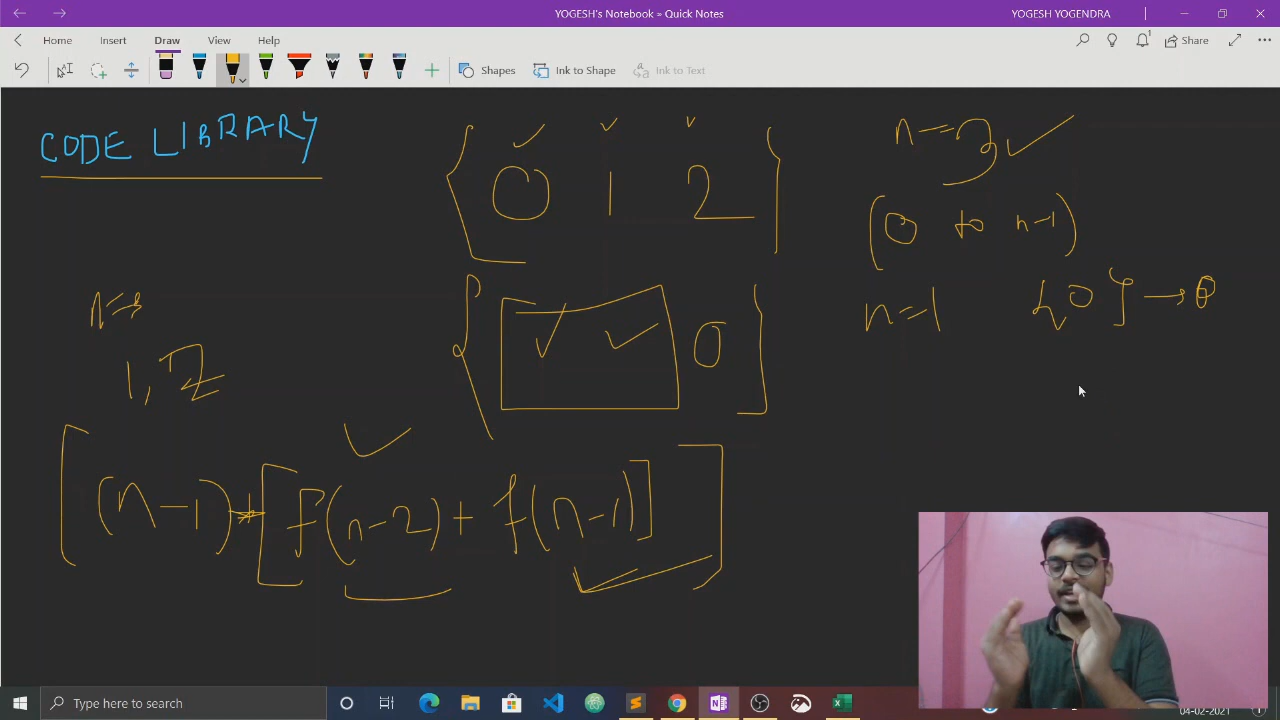 YOGESH's Notebook » Quick Notes
YOGESH YOGENDRA
Home Insert Draw View Help
Share
Shapes
Ink to Shape
Ink to Text
CODE LIBRARY
{0 1 2}
n=3
(0 to n-1)
n=1 {0} → 0
0
1, 2
[(n-1)*[f(n-2)+f(n-1)]]
Type here to search
04-02-2021